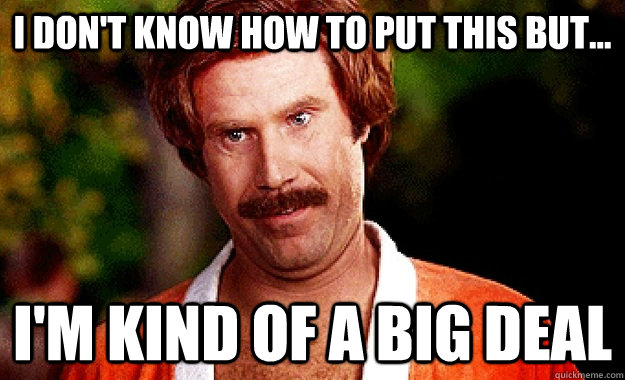 I DON'T KNOW HOW TO PUT THIS BUT...
I'M KIND OF A BIG DEAL
quickmeme.com